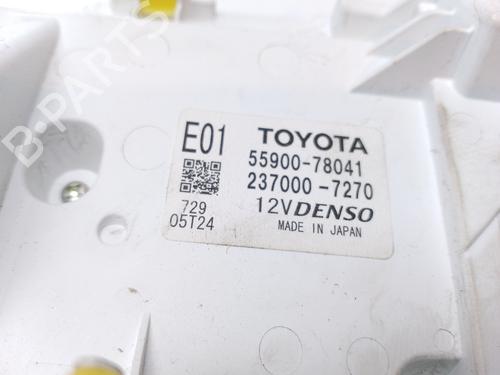 E01 TOYOTA
55900-78041
237000-7270
729 12V DENSO
05T24 MADE IN JAPAN
B-PARTS